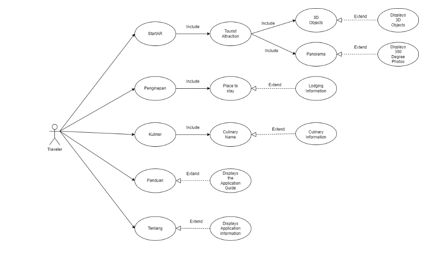 Extend
3D
Objects
Displays
3D
Objects
Include
StartAR
Include
Tourist
Attraction
Include
Panorama
Extend
Displays
360
Degree
Photos
Penginapan
Include
Place to
stay
Extend
Lodging
Information
Traveler
Kuliner
Include
Culinary
Name
Extend
Culinary
Information
Panduan
Extend
Displays
the
Application
Guide
Tentang
Extend
Displays
Application
Information